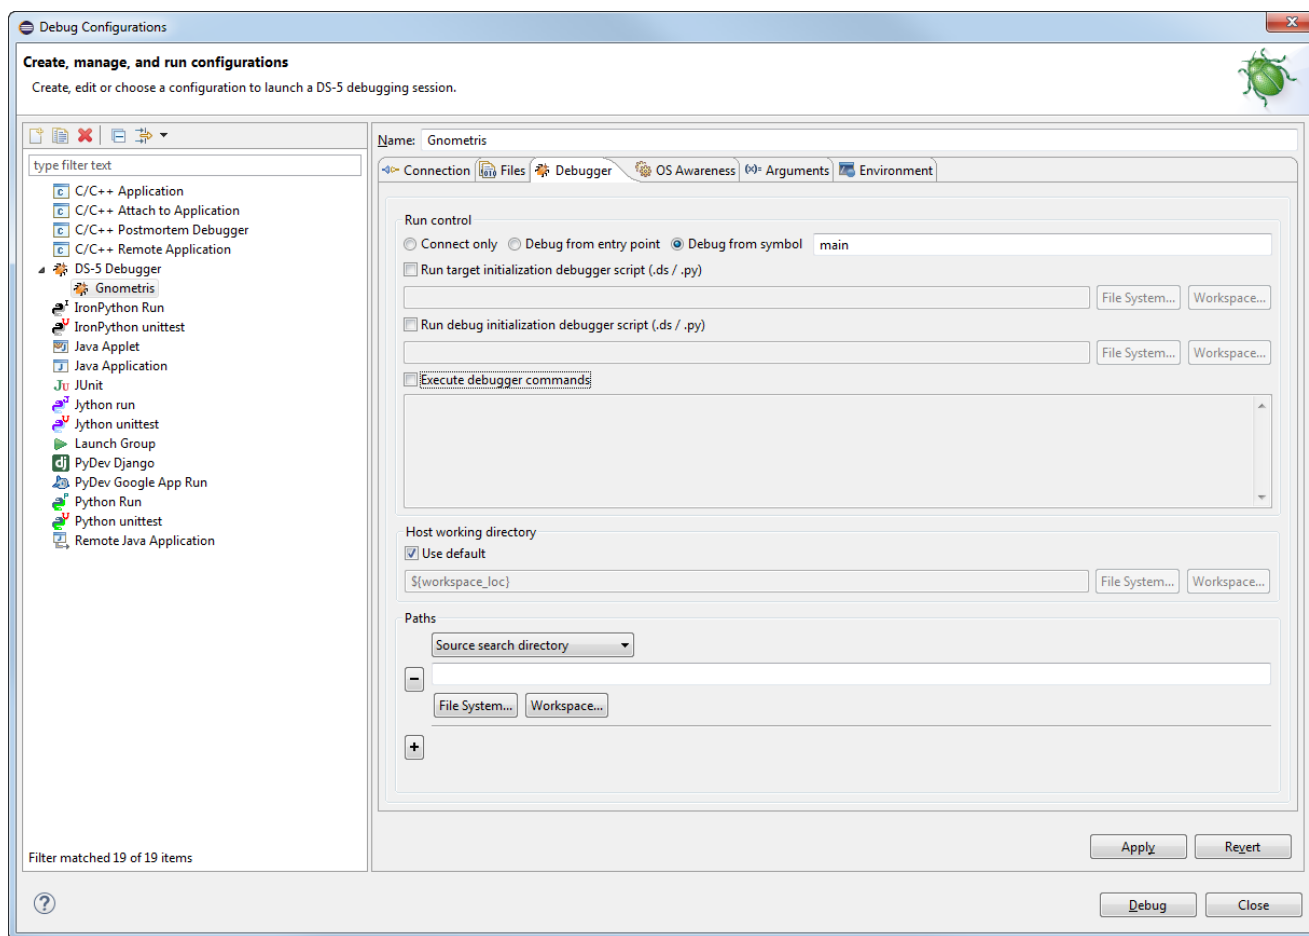 Debug Configurations
Create, manage, and run configurations
Create, edit or choose a configuration to launch a DS-5 debugging session.
type filter text
C/C++ Application
C/C++ Attach to Application
C/C++ Postmortem Debugger
C/C++ Remote Application
DS-5 Debugger
Gnometris
IronPython Run
IronPython unittest
Java Applet
Java Application
JUnit
Jython run
Jython unittest
Launch Group
PyDev Django
PyDev Google App Run
Python Run
Python unittest
Remote Java Application
Filter matched 19 of 19 items
Name: Gnometris
Connection Files Debugger OS Awareness Arguments Environment
Run control
Connect only Debug from entry point Debug from symbol main
Run target initialization debugger script (.ds / .py)
File System... Workspace...
Run debug initialization debugger script (.ds / .py)
File System... Workspace...
Execute debugger commands
Host working directory
Use default
${workspace_loc} File System... Workspace...
Paths
Source search directory
File System... Workspace...
Apply Revert
Debug Close